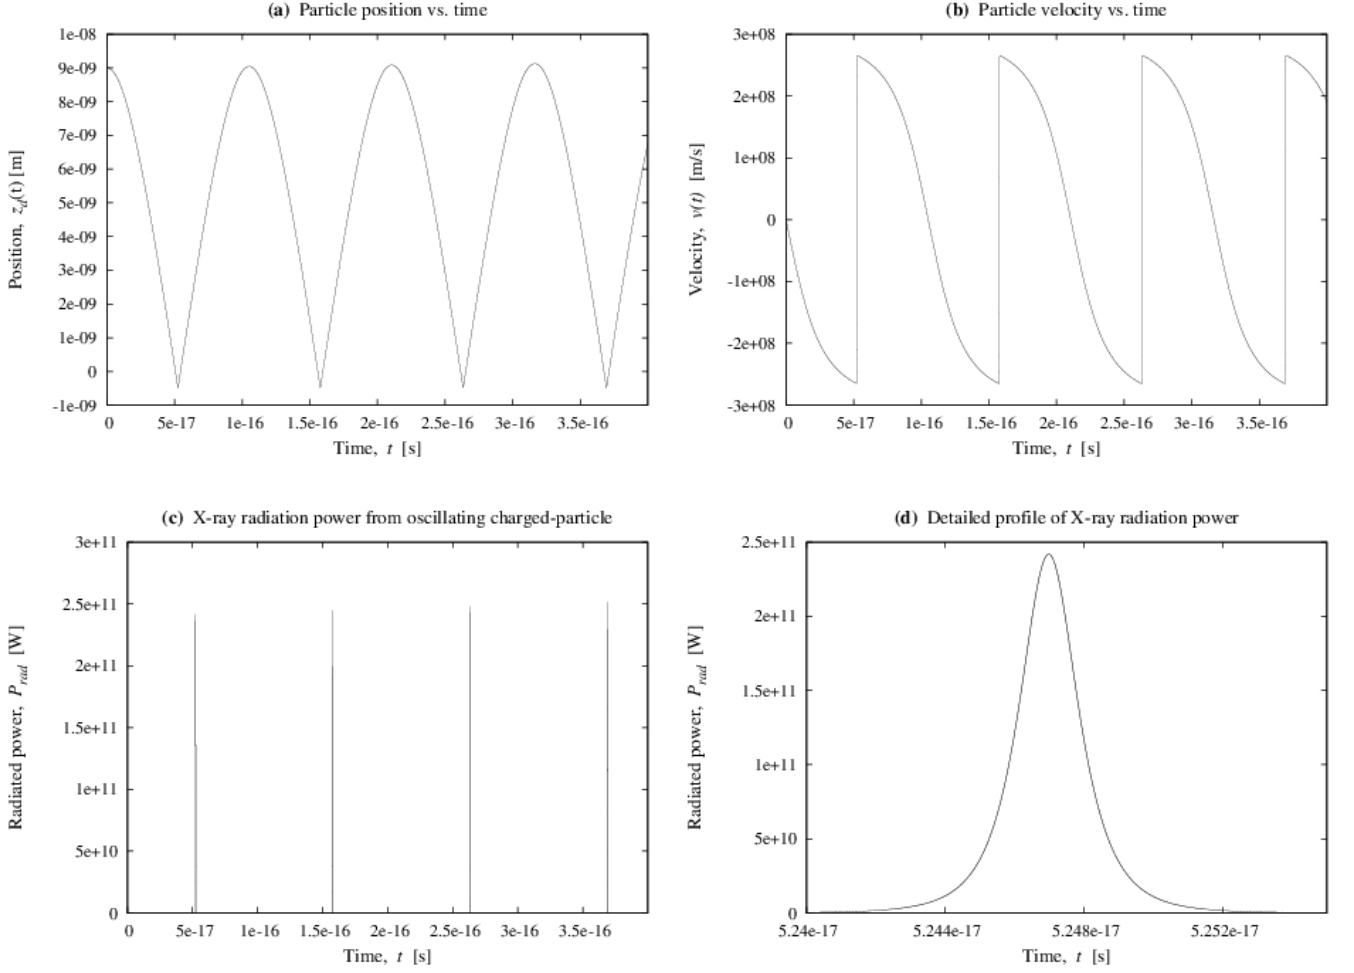 (a) Particle position vs. time
1e-08
9e-09
8e-09
7e-09
6e-09
5e-09
4e-09
3e-09
2e-09
1e-09
0
-1e-09
Position, z_d(t) [m]
0 5e-17 1e-16 1.5e-16 2e-16 2.5e-16 3e-16 3.5e-16
Time, t [s]
(b) Particle velocity vs. time
3e+08
2e+08
1e+08
0
-1e+08
-2e+08
-3e+08
Velocity, v(t) [m/s]
0 5e-17 1e-16 1.5e-16 2e-16 2.5e-16 3e-16 3.5e-16
Time, t [s]
(c) X-ray radiation power from oscillating charged-particle
3e+11
2.5e+11
2e+11
1.5e+11
1e+11
5e+10
0
Radiated power, P_rad [W]
0 5e-17 1e-16 1.5e-16 2e-16 2.5e-16 3e-16 3.5e-16
Time, t [s]
(d) Detailed profile of X-ray radiation power
2.5e+11
2e+11
1.5e+11
1e+11
5e+10
0
Radiated power, P_rad [W]
5.24e-17 5.244e-17 5.248e-17 5.252e-17
Time, t [s]